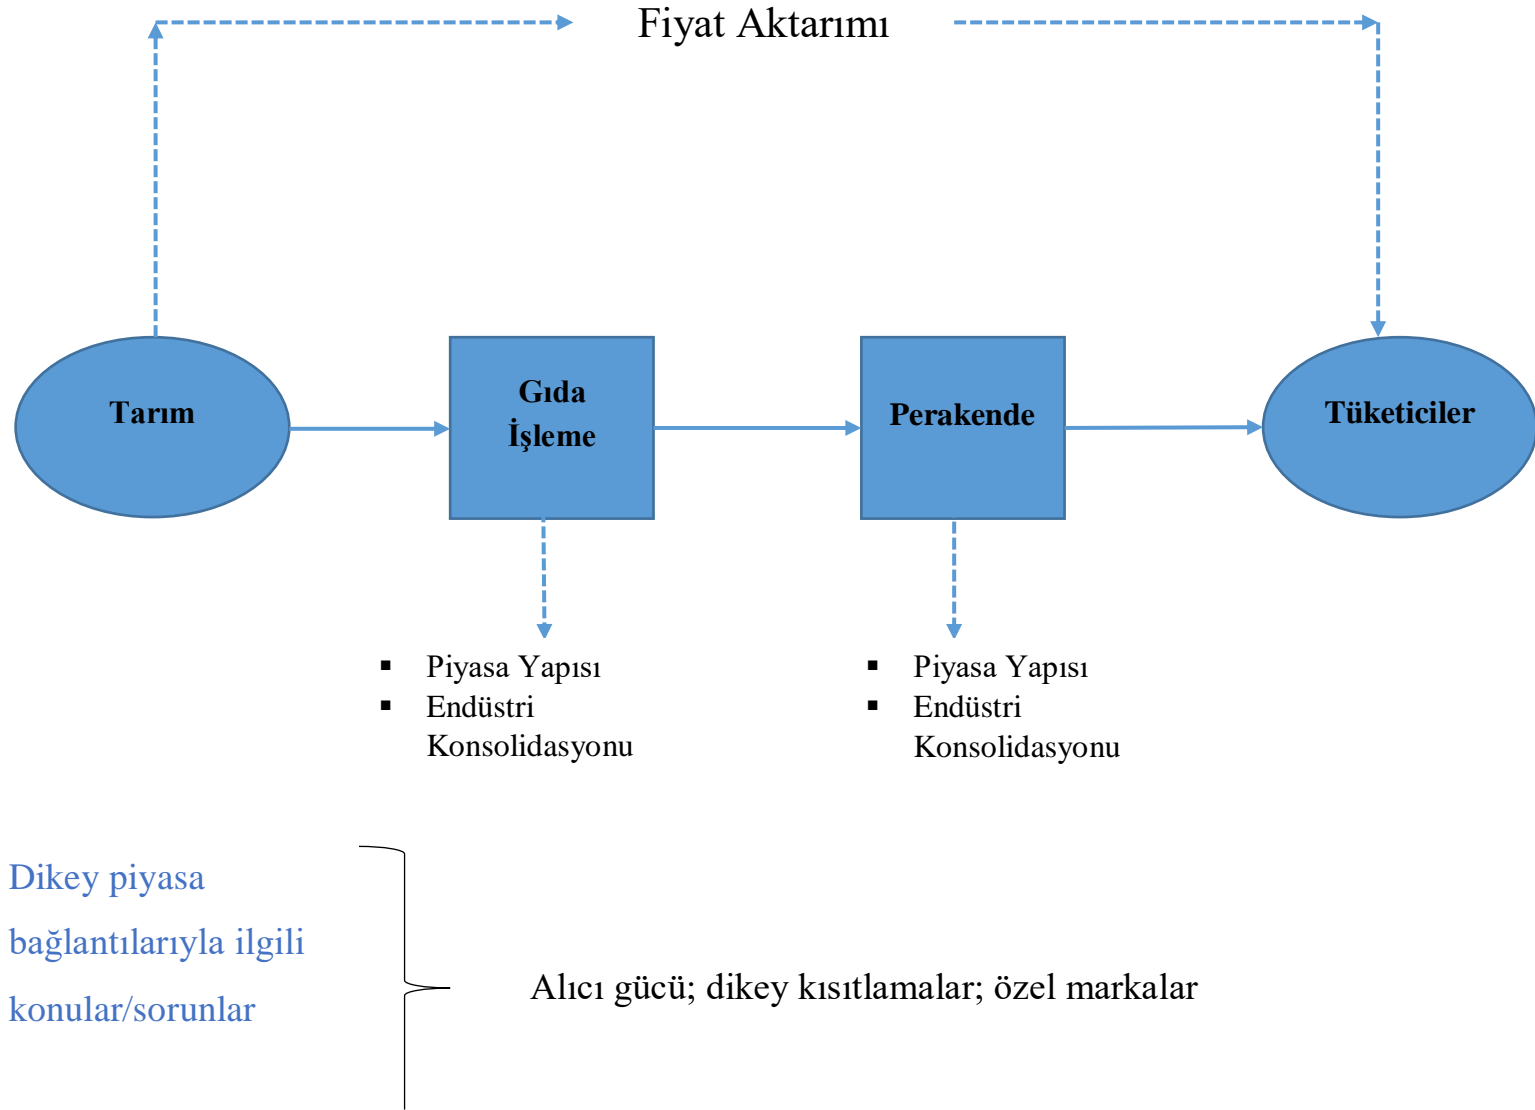 Fiyat Aktarımı
Tarım
Gıda
İşleme
Perakende
Tüketiciler
▪ Piyasa Yapısı
▪ Endüstri
Konsolidasyonu
▪ Piyasa Yapısı
▪ Endüstri
Konsolidasyonu
Dikey piyasa
bağlantılarıyla ilgili
konular/sorunlar
Alıcı gücü; dikey kısıtlamalar; özel markalar